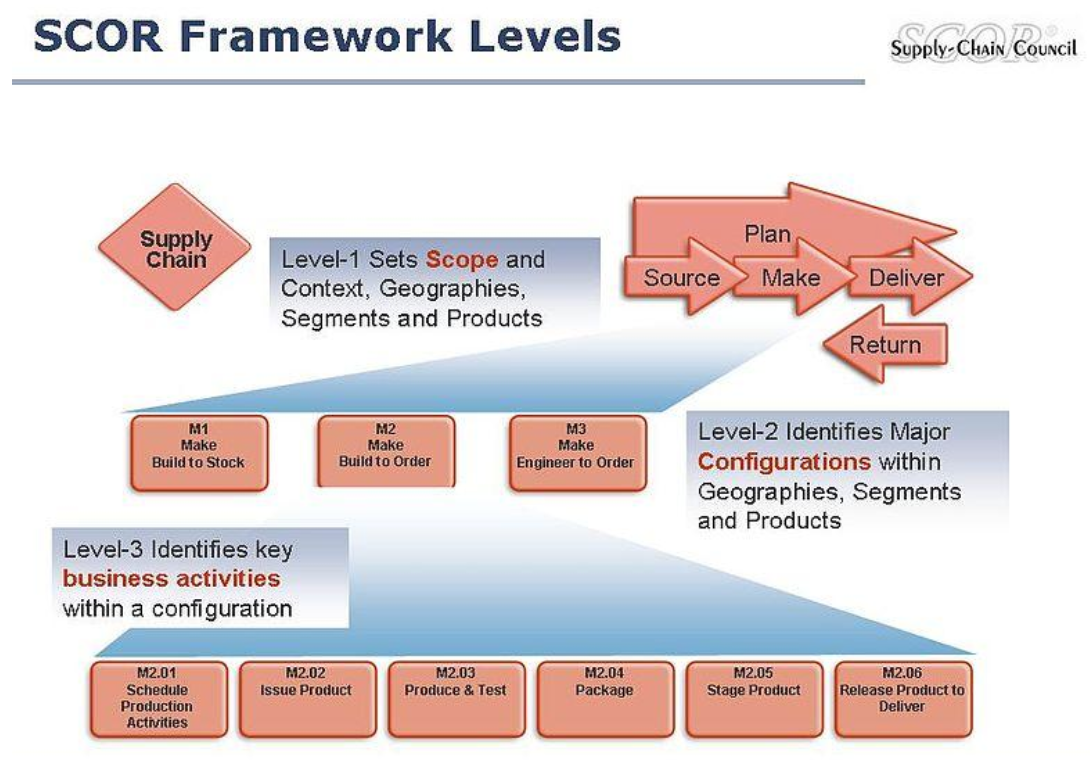 SCOR Framework Levels
SCOR®
Supply-Chain Council
Supply
Chain
Level-1 Sets Scope and
Context, Geographies,
Segments and Products
Plan
Source
Make
Deliver
Return
M1
Make
Build to Stock
M2
Make
Build to Order
M3
Make
Engineer to Order
Level-2 Identifies Major
Configurations within
Geographies, Segments
and Products
Level-3 Identifies key
business activities
within a configuration
M2.01
Schedule
Production
Activities
M2.02
Issue Product
M2.03
Produce & Test
M2.04
Package
M2.05
Stage Product
M2.06
Release Product to
Deliver